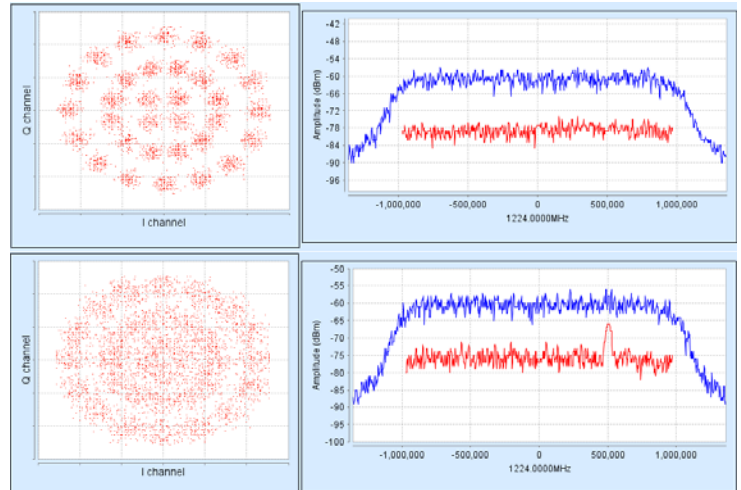 Q channel
I channel
Amplitude (dBm)
-42
-48
-54
-60
-66
-72
-78
-84
-90
-96
-1,000,000 -500,000 0 500,000 1,000,000
1224.0000MHz
Q channel
I channel
Amplitude (dBm)
-50
-55
-60
-65
-70
-75
-80
-85
-90
-95
-100
-1,000,000 -500,000 0 500,000 1,000,000
1224.0000MHz